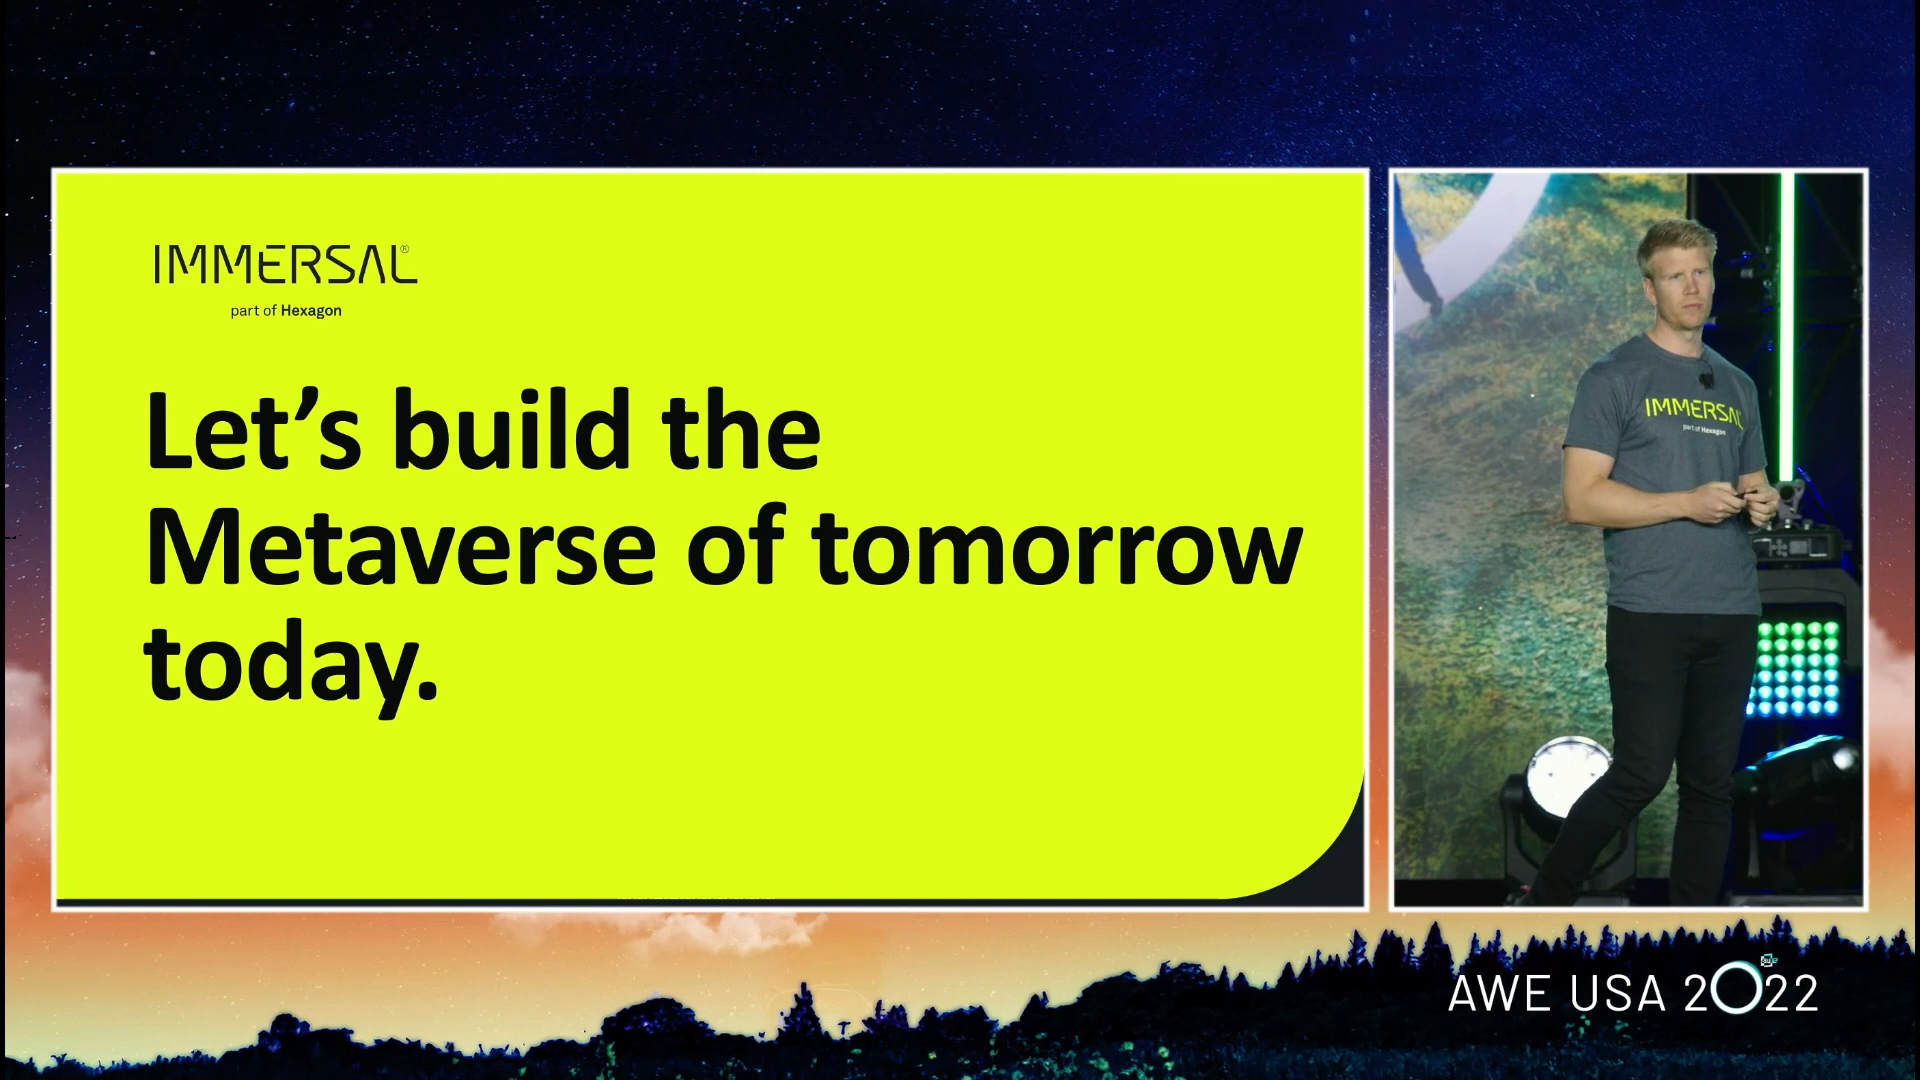 IMMERSAL®
part of Hexagon
Let's build the
Metaverse of tomorrow
today.
IMMERSAL
part of Hexagon
AWE USA 2022